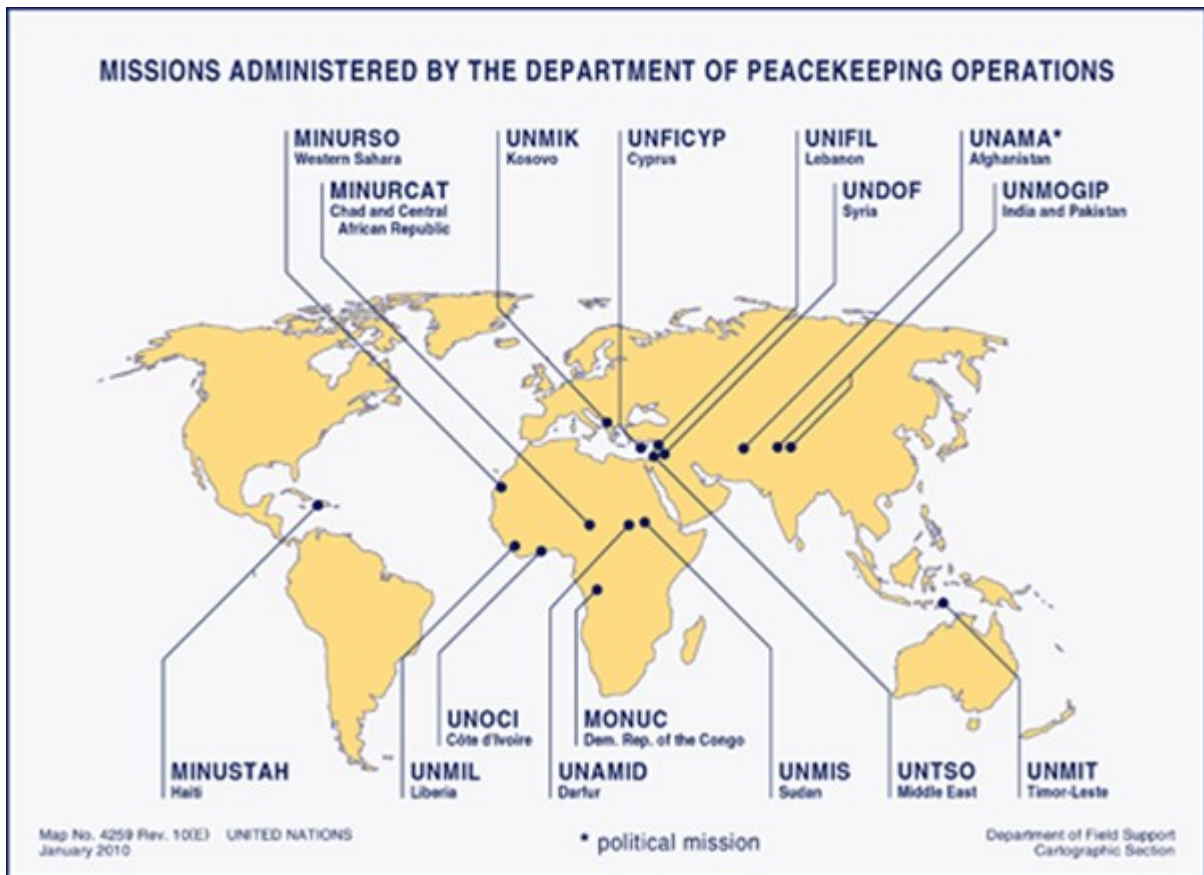 MISSIONS ADMINISTERED BY THE DEPARTMENT OF PEACEKEEPING OPERATIONS
MINURSO
Western Sahara
UNMIK
Kosovo
UNFICYP
Cyprus
UNIFIL
Lebanon
UNAMA*
Afghanistan
MINURCAT
Chad and Central
African Republic
UNDOF
Syria
UNMOGIP
India and Pakistan
UNOCI
Côte d'Ivoire
MONUC
Dem. Rep. of the Congo
MINUSTAH
Haiti
UNMIL
Liberia
UNAMID
Darfur
UNMIS
Sudan
UNTSO
Middle East
UNMIT
Timor-Leste
Map No. 4259 Rev. 10(E) UNITED NATIONS
January 2010
* political mission
Department of Field Support
Cartographic Section